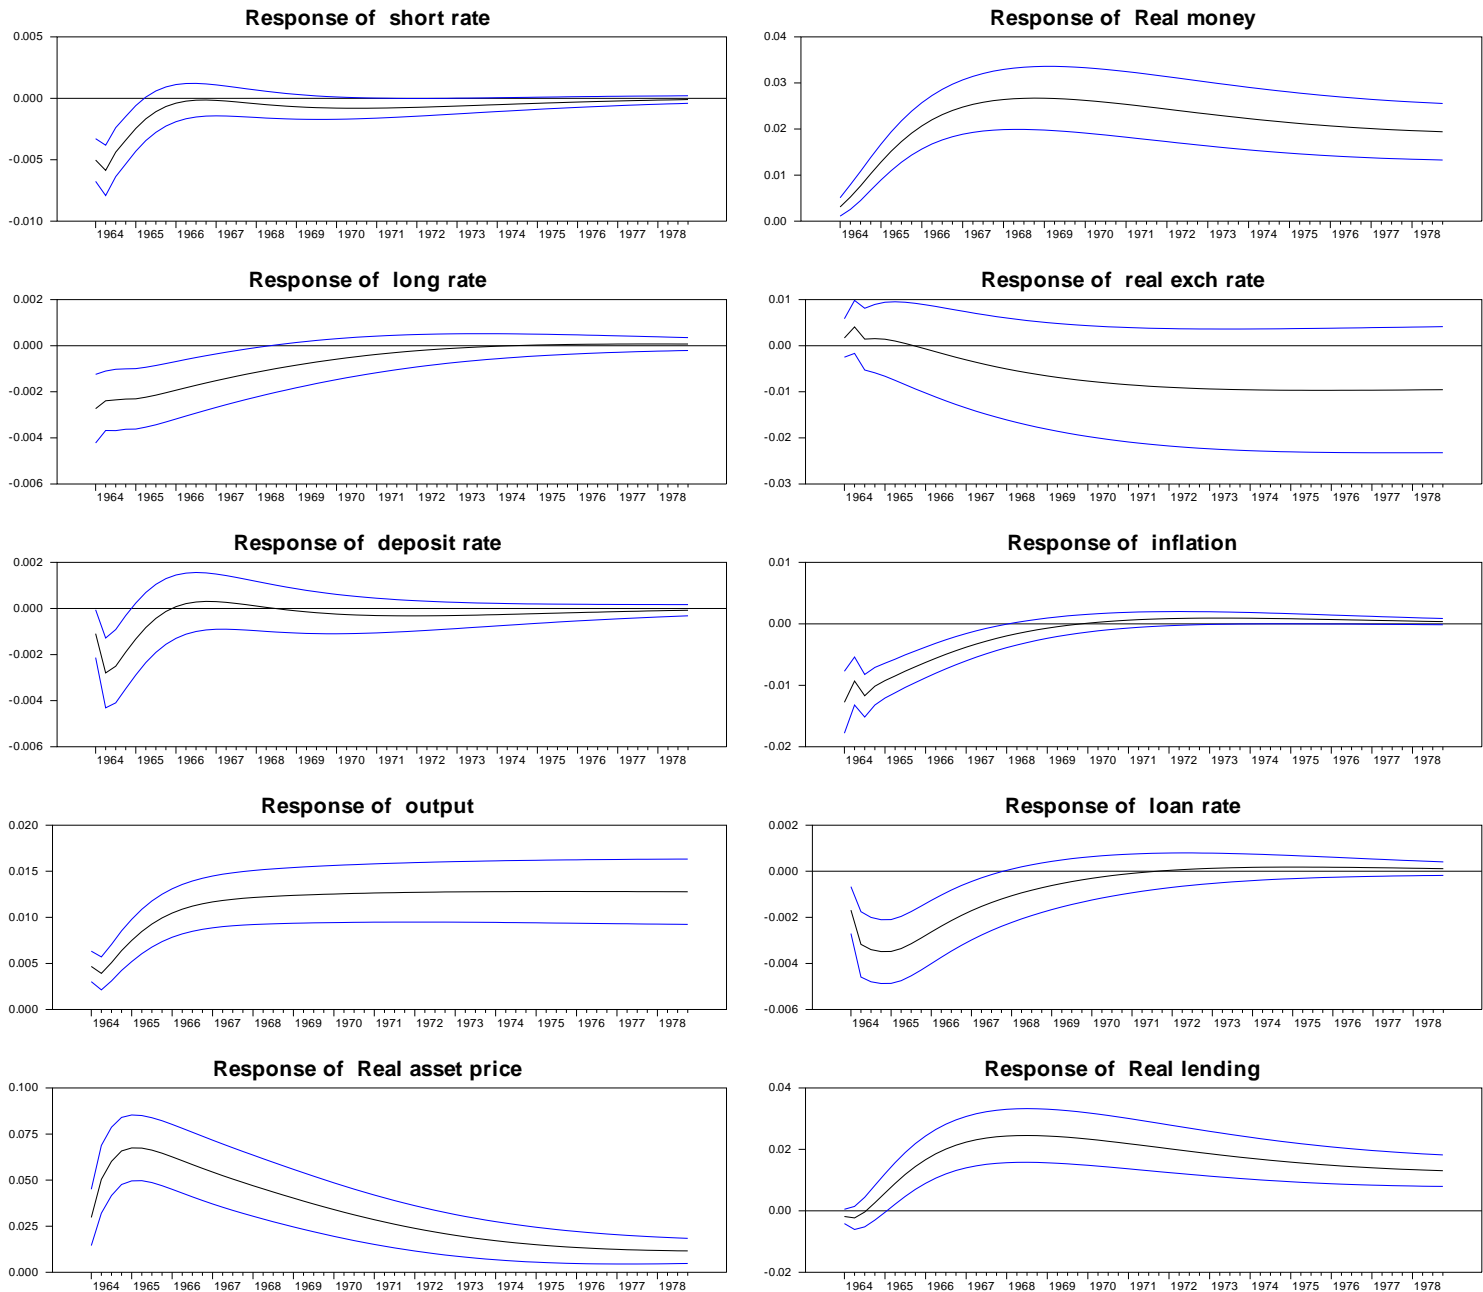 Response of short rate
0.005
0.000
-0.005
-0.010
1964 1965 1966 1967 1968 1969 1970 1971 1972 1973 1974 1975 1976 1977 1978
Response of Real money
0.04
0.03
0.02
0.01
0.00
1964 1965 1966 1967 1968 1969 1970 1971 1972 1973 1974 1975 1976 1977 1978
Response of long rate
0.002
0.000
-0.002
-0.004
-0.006
1964 1965 1966 1967 1968 1969 1970 1971 1972 1973 1974 1975 1976 1977 1978
Response of real exch rate
0.01
0.00
-0.01
-0.02
-0.03
1964 1965 1966 1967 1968 1969 1970 1971 1972 1973 1974 1975 1976 1977 1978
Response of deposit rate
0.002
0.000
-0.002
-0.004
-0.006
1964 1965 1966 1967 1968 1969 1970 1971 1972 1973 1974 1975 1976 1977 1978
Response of inflation
0.01
0.00
-0.01
-0.02
1964 1965 1966 1967 1968 1969 1970 1971 1972 1973 1974 1975 1976 1977 1978
Response of output
0.020
0.015
0.010
0.005
0.000
1964 1965 1966 1967 1968 1969 1970 1971 1972 1973 1974 1975 1976 1977 1978
Response of loan rate
0.002
0.000
-0.002
-0.004
-0.006
1964 1965 1966 1967 1968 1969 1970 1971 1972 1973 1974 1975 1976 1977 1978
Response of Real asset price
0.100
0.075
0.050
0.025
0.000
1964 1965 1966 1967 1968 1969 1970 1971 1972 1973 1974 1975 1976 1977 1978
Response of Real lending
0.04
0.02
0.00
-0.02
1964 1965 1966 1967 1968 1969 1970 1971 1972 1973 1974 1975 1976 1977 1978